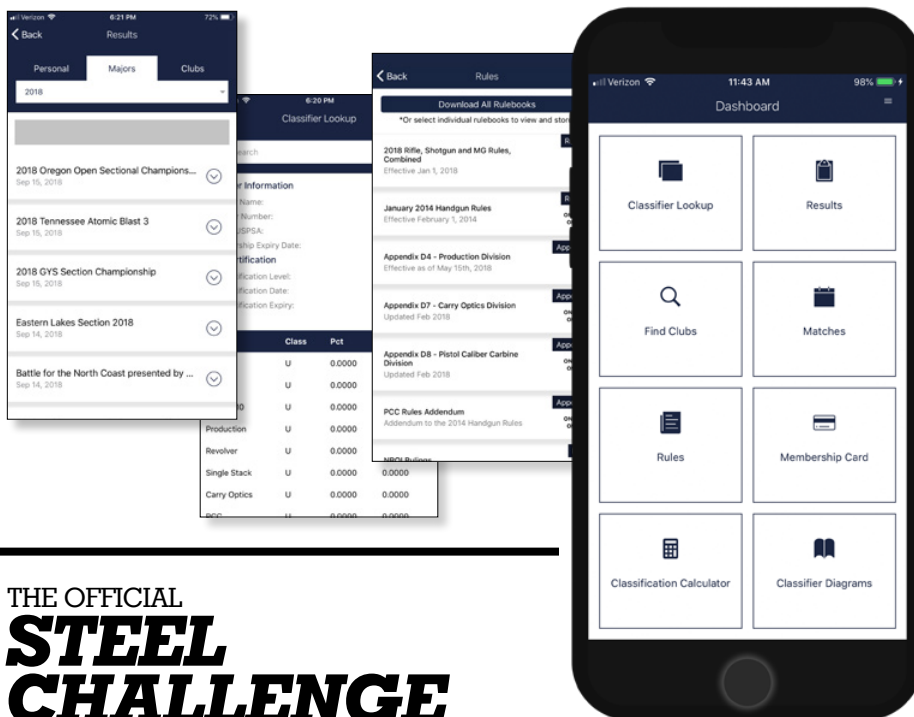 Verizon 6:21 PM 72%
Back Results
Personal Majors Clubs
2018
2018 Oregon Open Sectional Champions...
Sep 15, 2018
2018 Tennessee Atomic Blast 3
Sep 15, 2018
2018 GYS Section Championship
Sep 15, 2018
Eastern Lakes Section 2018
Sep 14, 2018
Battle for the North Coast presented by ...
Sep 14, 2018
6:20 PM
Classifier Lookup
Information
Name:
Number:
USPSA:
Expiry Date:
Level:
Date:
Expiry:
Class Pct
U 0.0000
U 0.0000
U 0.0000
Production U 0.0000
Revolver U 0.0000
Single Stack U 0.0000 0.0000
Carry Optics U 0.0000 0.0000
PCC U 0.0000 0.0000
Back Rules
Download All Rulebooks
*Or select individual rulebooks to view and
2018 Rifle, Shotgun and MG Rules,
Combined
Effective Jan 1, 2018
January 2014 Handgun Rules
Effective February 1, 2014
Appendix D4 - Production Division
Effective as of May 15th, 2018
Appendix D7 - Carry Optics Division
Updated Feb 2018
Appendix D8 - Pistol Caliber Carbine
Division
Updated Feb 2018
PCC Rules Addendum
Addendum to the 2014 Handgun Rules
NROI Rulings
Verizon 11:43 AM 98%
Dashboard
Classifier Lookup Results
Find Clubs Matches
Rules Membership Card
Classification Calculator Classifier Diagrams
THE OFFICIAL
STEEL
CHALLENGE